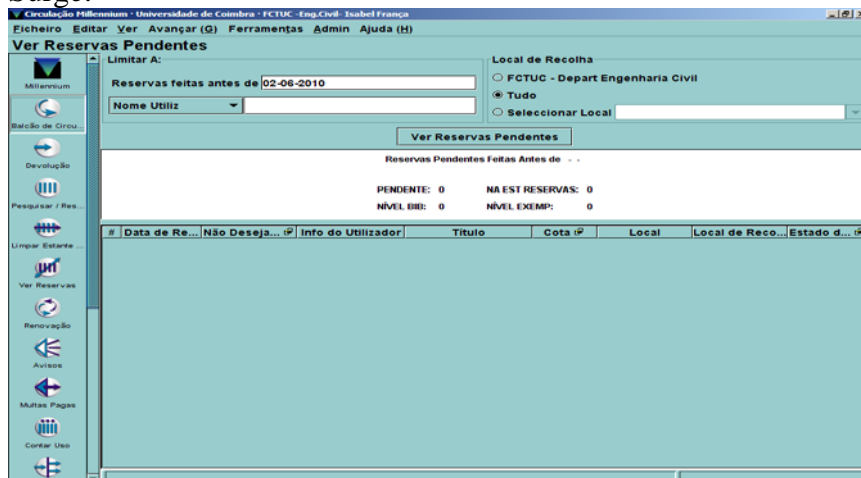 surge:
Circulação Millennium · Universidade de Coimbra · FCTUC -Eng.Civil- Isabel França
Eicheiro Editar Ver Avançar (G) Ferramentas Admin Ajuda (H)
Ver Reservas Pendentes
Limitar A:
Reservas feitas antes de 02-06-2010
Nome Utiliz
Local de Recolha
FCTUC - Depart Engenharia Civil
Tudo
Seleccionar Local
Ver Reservas Pendentes
Reservas Pendentes Feitas Antes de - -
PENDENTE: 0 NA EST RESERVAS: 0
NÍVEL BIB: 0 NÍVEL EXEMP: 0
# Data de Re... Não Deseja... Info do Utilizador Título Cota Local Local de Reco... Estado d...
Millennium
Balcão de Circu...
Devolução
Pesquisar / Res...
Limpar Estante ...
Ver Reservas
Renovação
Avisos
Multas Pagas
Contar Uso